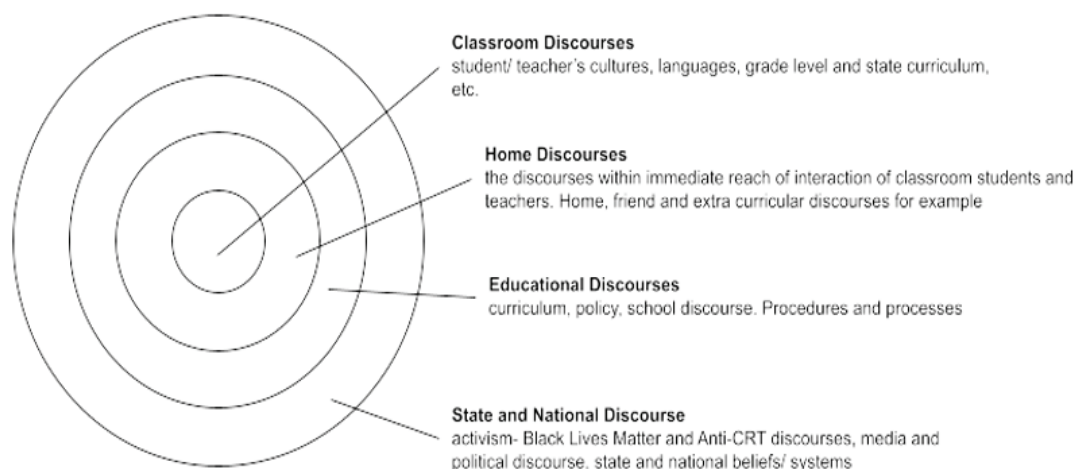 Classroom Discourses
student/ teacher's cultures, languages, grade level and state curriculum,
etc.
Home Discourses
the discourses within immediate reach of interaction of classroom students and
teachers. Home, friend and extra curricular discourses for example
Educational Discourses
curriculum, policy, school discourse. Procedures and processes
State and National Discourse
activism- Black Lives Matter and Anti-CRT discourses, media and
political discourse, state and national beliefs/ systems